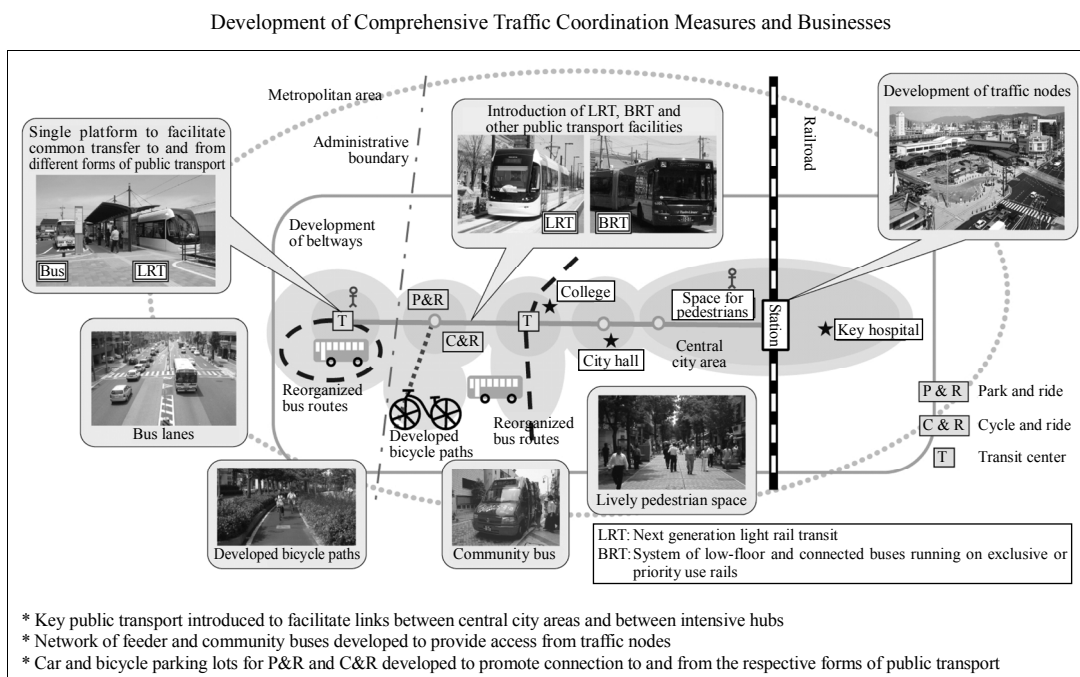 Development of Comprehensive Traffic Coordination Measures and Businesses
Metropolitan area
Administrative
boundary
Single platform to facilitate
common transfer to and from
different forms of public transport
Bus
LRT
Introduction of LRT, BRT and
other public transport facilities
LRT
BRT
Railroad
Development of traffic nodes
Development
of beltways
P&R
C&R
T
T
College
City hall
Space for
pedestrians
Central
city area
Station
Key hospital
Reorganized
bus routes
Developed
bicycle paths
Reorganized
bus routes
Bus lanes
Developed bicycle paths
Community bus
Lively pedestrian space
P & R Park and ride
C & R Cycle and ride
T Transit center
LRT: Next generation light rail transit
BRT: System of low-floor and connected buses running on exclusive or
priority use rails
* Key public transport introduced to facilitate links between central city areas and between intensive hubs
* Network of feeder and community buses developed to provide access from traffic nodes
* Car and bicycle parking lots for P&R and C&R developed to promote connection to and from the respective forms of public transport